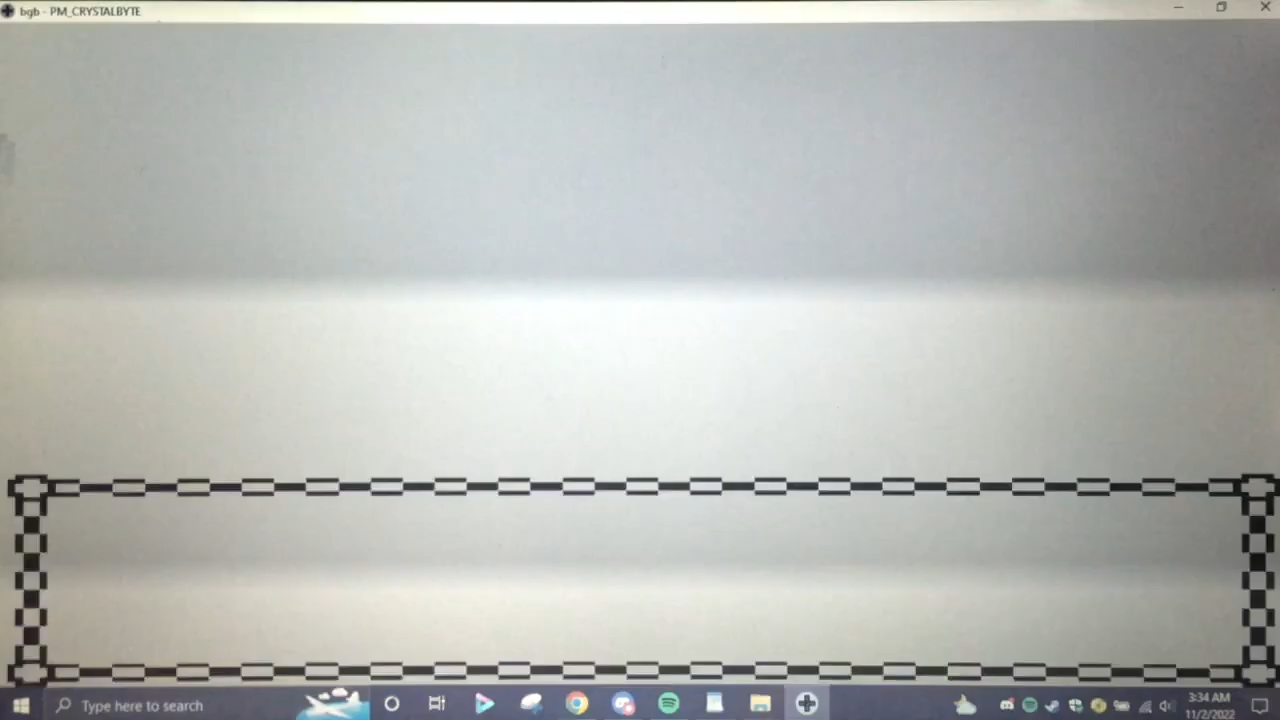 bgb - PM_CRYSTALBYTE
Type here to search
3:34 AM
11/2/2022